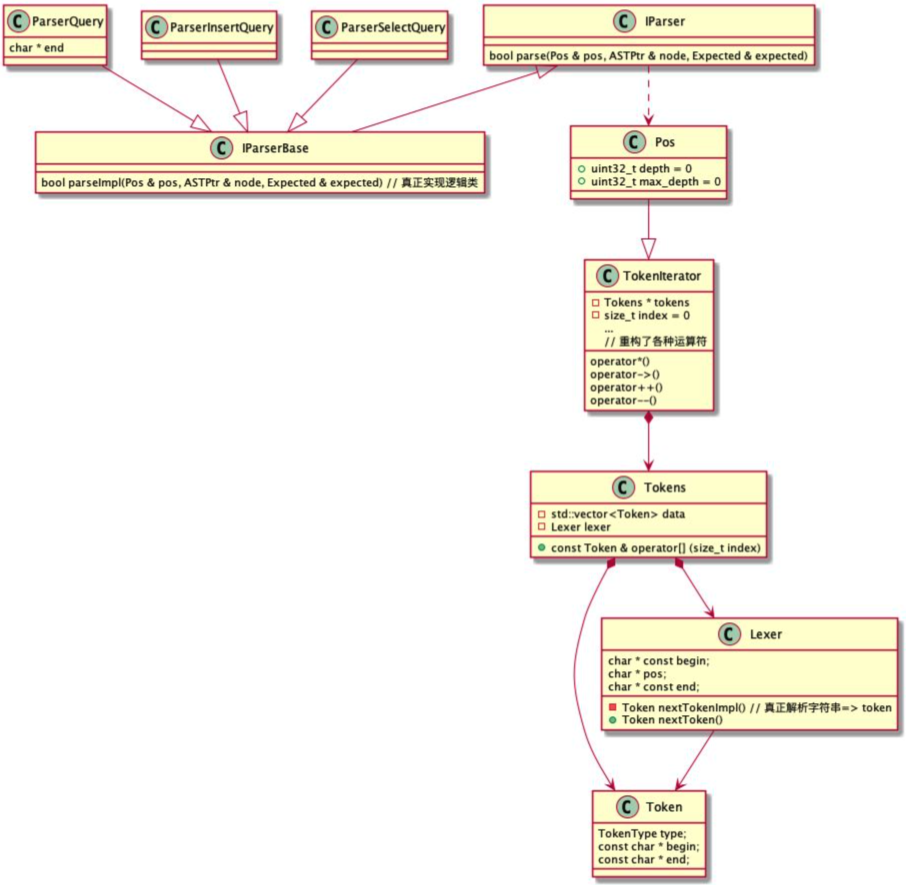 C ParserQuery
char * end
C ParserInsertQuery
C ParserSelectQuery
C IParser
bool parse(Pos & pos, ASTPtr & node, Expected & expected)
C IParserBase
bool parseImpl(Pos & pos, ASTPtr & node, Expected & expected) // 真正实现逻辑类
C Pos
uint32_t depth = 0
uint32_t max_depth = 0
C TokenIterator
Tokens * tokens
size_t index = 0
...
// 重构了各种运算符
operator*()
operator->()
operator++()
operator--()
C Tokens
std::vector<Token> data
Lexer lexer
const Token & operator[] (size_t index)
C Lexer
char * const begin;
char * pos;
char * const end;
Token nextTokenImpl() // 真正解析字符串=> token
Token nextToken()
C Token
TokenType type;
const char * begin;
const char * end;